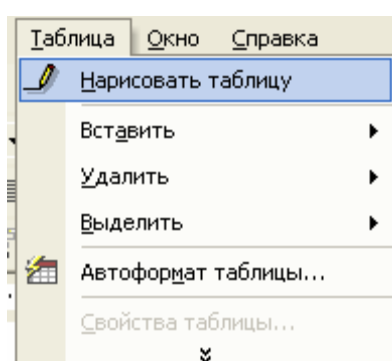 Таблица Окно Справка
Нарисовать таблицу
Вставить
Удалить
Выделить
Автоформат таблицы...
Свойства таблицы...